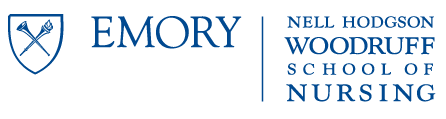 EMORY
NELL HODGSON
WOODRUFF
SCHOOL OF
NURSING